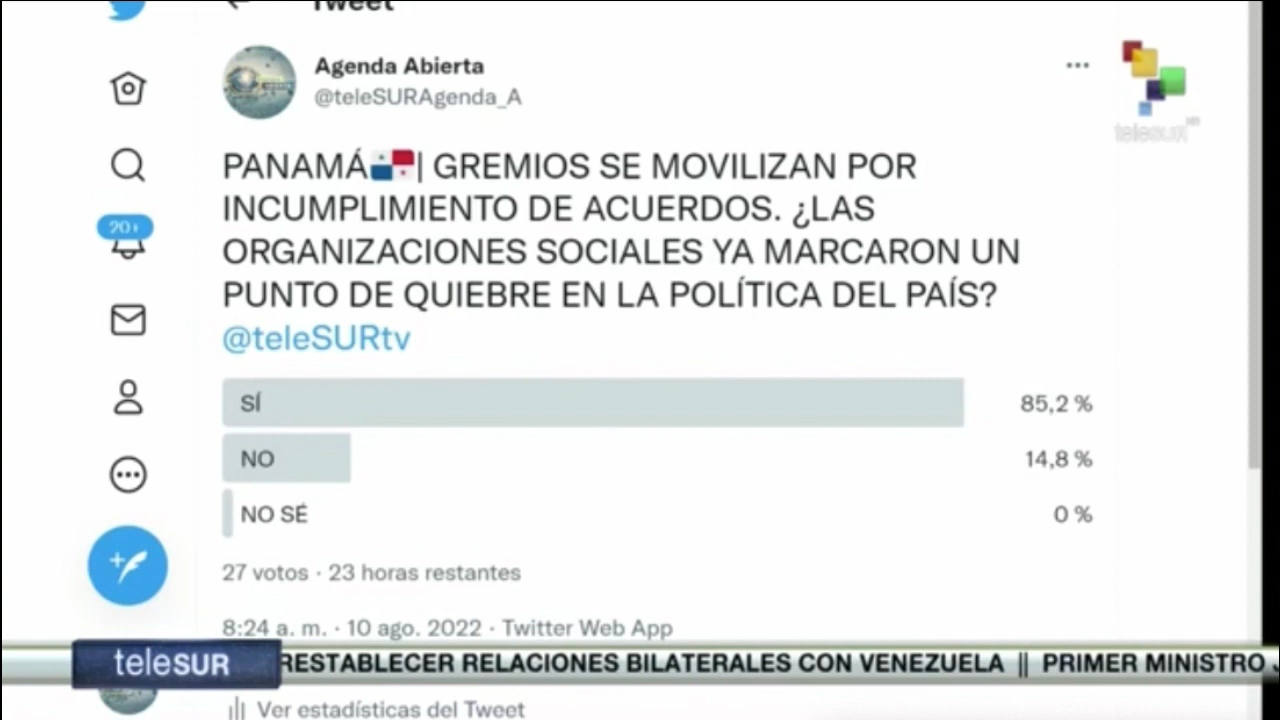 Tweet
Agenda Abierta
@teleSURAgenda_A
telesur
PANAMÁ| GREMIOS SE MOVILIZAN POR
INCUMPLIMIENTO DE ACUERDOS. ¿LAS
ORGANIZACIONES SOCIALES YA MARCARON UN
PUNTO DE QUIEBRE EN LA POLÍTICA DEL PAÍS?
@teleSURtv
20+
SÍ 85,2 %
NO 14,8 %
NO SÉ 0 %
27 votos · 23 horas restantes
8:24 a. m. · 10 ago. 2022 · Twitter Web App
teleSUR RESTABLECER RELACIONES BILATERALES CON VENEZUELA || PRIMER MINISTRO
Ver estadísticas del Tweet